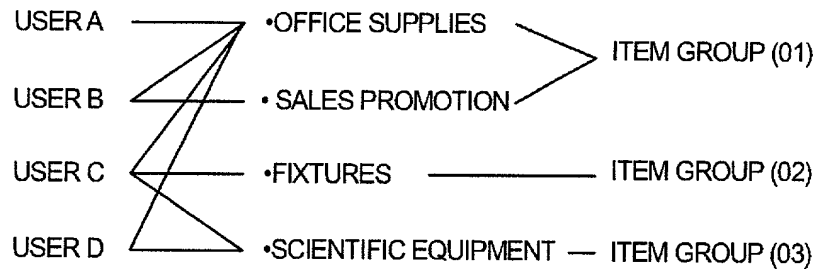 USER A •OFFICE SUPPLIES
ITEM GROUP (01)
USER B • SALES PROMOTION
USER C •FIXTURES ITEM GROUP (02)
USER D •SCIENTIFIC EQUIPMENT ITEM GROUP (03)